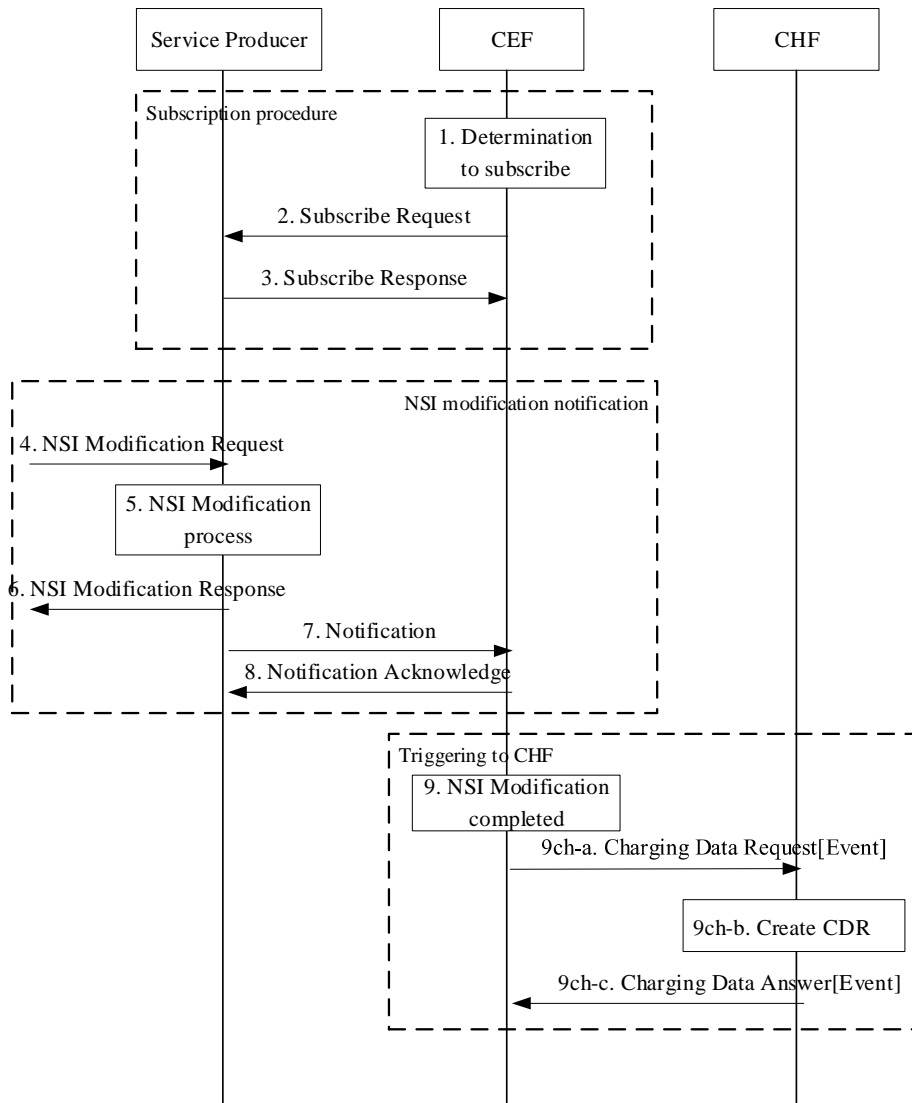 Service Producer
CEF
CHF
Subscription procedure
1. Determination
to subscribe
2. Subscribe Request
3. Subscribe Response
NSI modification notification
4. NSI Modification Request
5. NSI Modification
process
6. NSI Modification Response
7. Notification
8. Notification Acknowledge
Triggering to CHF
9. NSI Modification
completed
9ch-a. Charging Data Request[Event]
9ch-b. Create CDR
9ch-c. Charging Data Answer[Event]